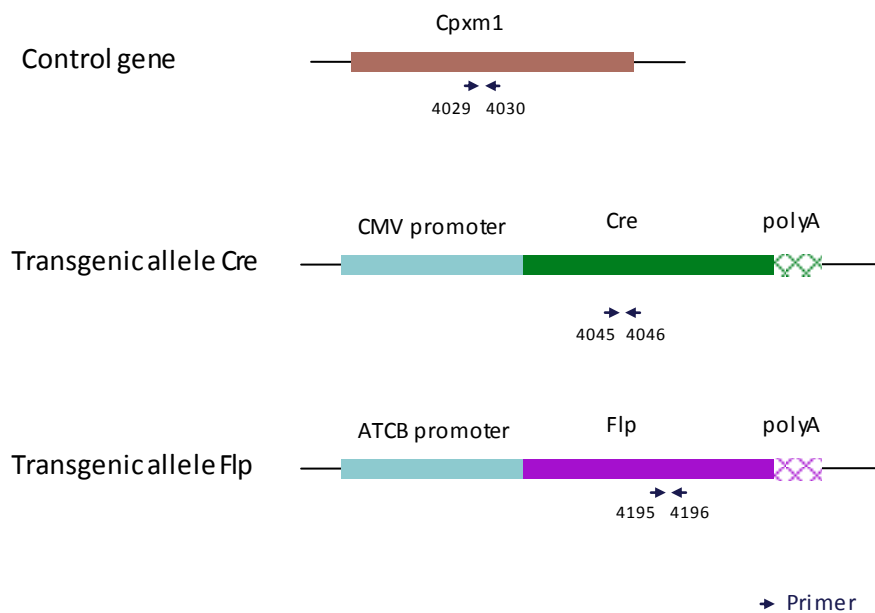 Cpxm1
Control gene
4029 4030
CMV promoter Cre polyA
Transgenic allele Cre
4045 4046
ATCB promoter Flp polyA
Transgenic allele Flp
4195 4196
Primer